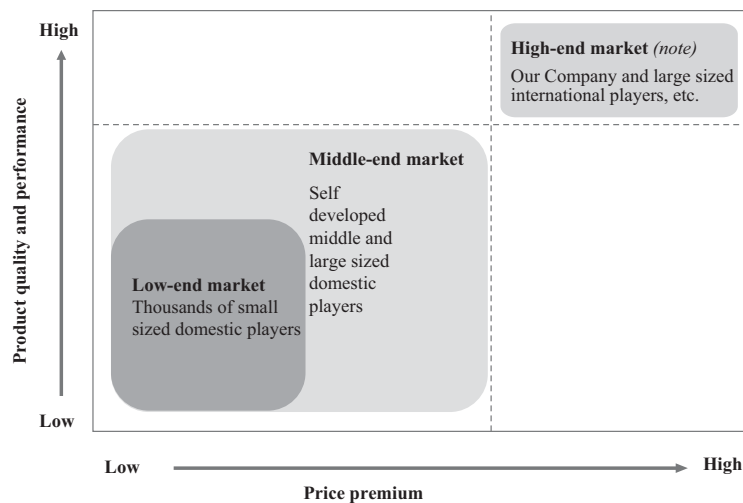 High
Product quality and performance
Low
High-end market (note)
Our Company and large sized
international players, etc.
Middle-end market
Self
developed
middle and
large sized
domestic
players
Low-end market
Thousands of small
sized domestic players
Low
High
Price premium